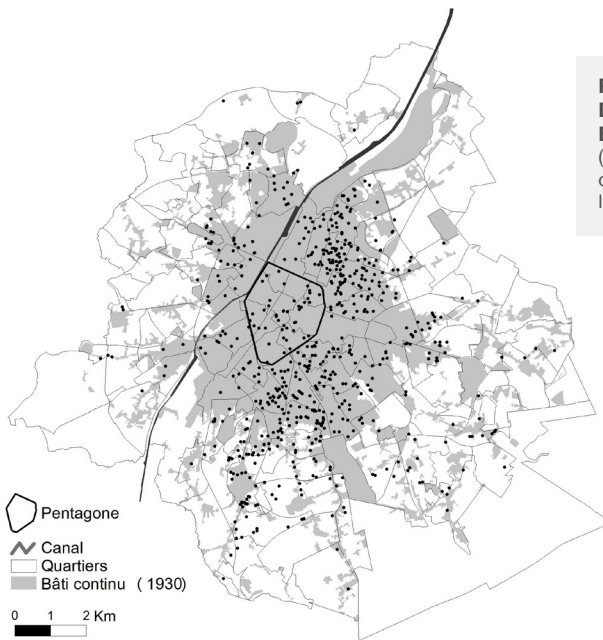 Pentagone
Canal
Quartiers
Bâti continu ( 1930)
0 1 2 Km